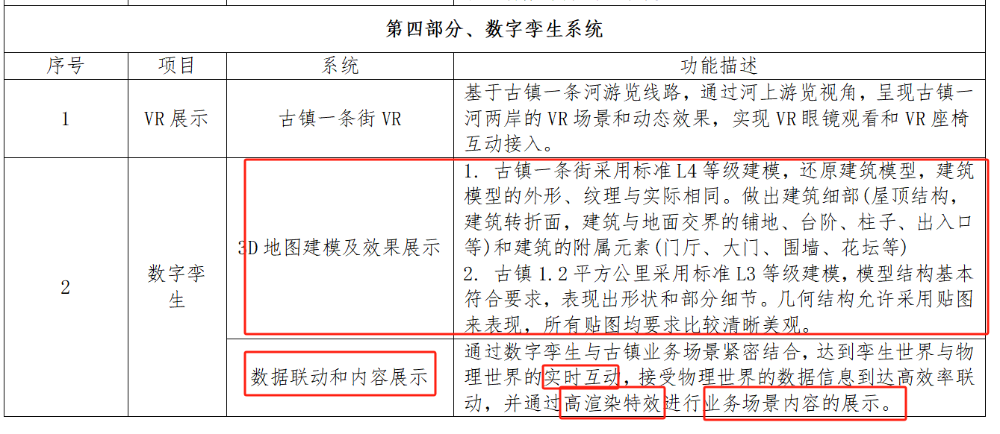 第四部分、数字孪生系统
序号 项目 系统 功能描述
1 VR 展示 古镇一条街 VR
基于古镇一条河游览线路，通过河上游览视角，呈现古镇一
河两岸的 VR 场景和动态效果，实现 VR 眼镜观看和 VR 座椅
互动接入。
2
数字孪
生
3D 地图建模及效果展示
1. 古镇一条街采用标准 L4 等级建模，还原建筑模型，建筑
模型的外形、纹理与实际相同。做出建筑细部(屋顶结构，
建筑转折面，建筑与地面交界的铺地、台阶、柱子、出入口
等)和建筑的附属元素(门厅、大门、围墙、花坛等)
2. 古镇 1.2 平方公里采用标准 L3 等级建模，模型结构基本
符合要求，表现出形状和部分细节。几何结构允许采用贴图
来表现，所有贴图均要求比较清晰美观。
数据联动和内容展示
通过数字孪生与古镇业务场景紧密结合，达到孪生世界与物
理世界的实时互动，接受物理世界的数据信息到达高效率联
动，并通过高渲染特效进行业务场景内容的展示。